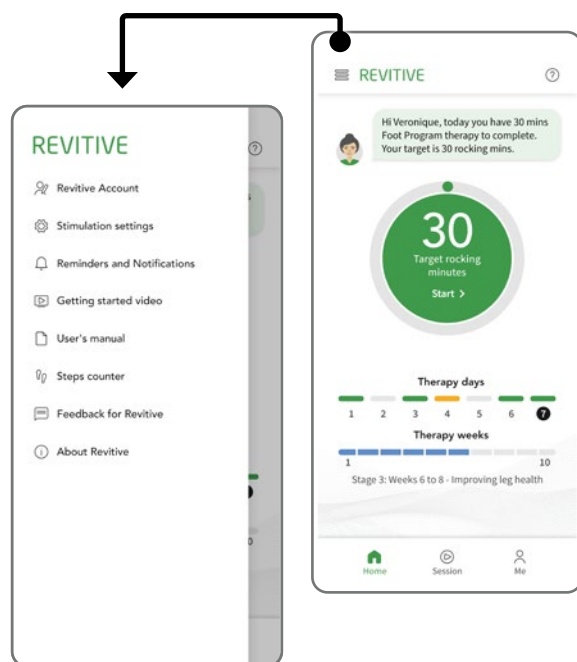 REVITIVE
Revitive Account
Stimulation settings
Reminders and Notifications
Getting started video
User's manual
Steps counter
Feedback for Revitive
About Revitive
?
s
0
REVITIVE
?
Hi Veronique, today you have 30 mins
Foot Program therapy to complete.
Your target is 30 rocking mins.
30
Target rocking
minutes
Start >
Therapy days
1 2 3 4 5 6 7
Therapy weeks
1 10
Stage 3: Weeks 6 to 8 - Improving leg health
Home Session Me